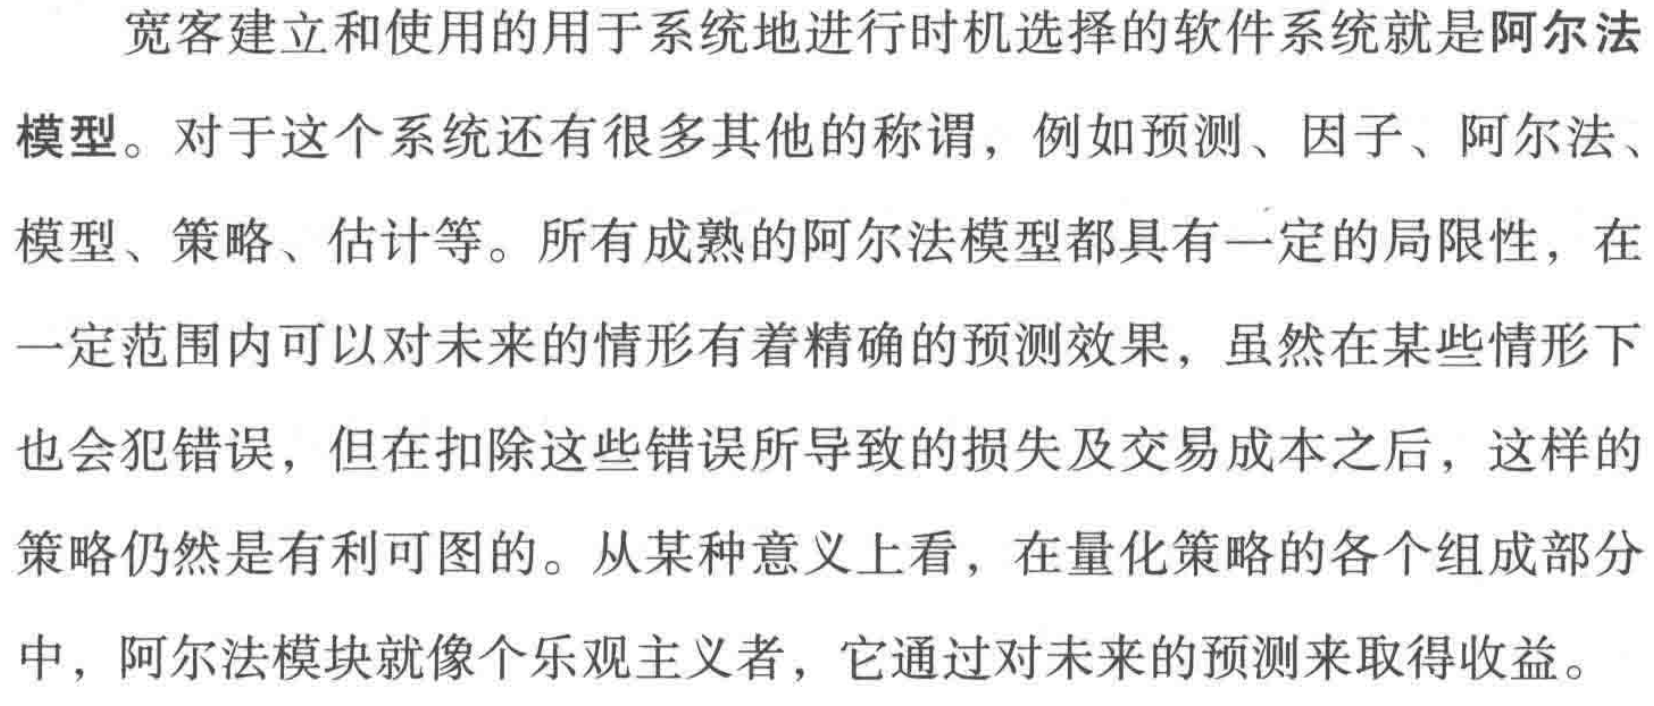 宽客建立和使用的用于系统地进行时机选择的软件系统就是阿尔法
模型。对于这个系统还有很多其他的称谓，例如预测、因子、阿尔法、
模型、策略、估计等。所有成熟的阿尔法模型都具有一定的局限性，在
一定范围内可以对未来的情形有着精确的预测效果，虽然在某些情形下
也会犯错误，但在扣除这些错误所导致的损失及交易成本之后，这样的
策略仍然是有利可图的。从某种意义上看，在量化策略的各个组成部分
中，阿尔法模块就像个乐观主义者，它通过对未来的预测来取得收益。